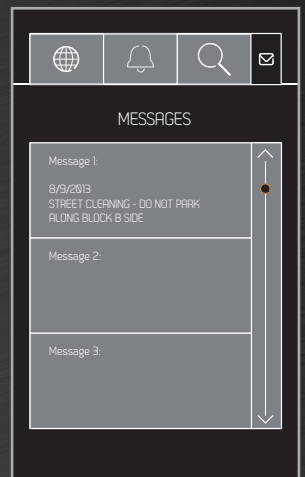 MESSAGES
Message 1:
8/9/2013
STREET CLEANING - DO NOT PARK
ALONG BLOCK B SIDE
Message 2:
Message 3: